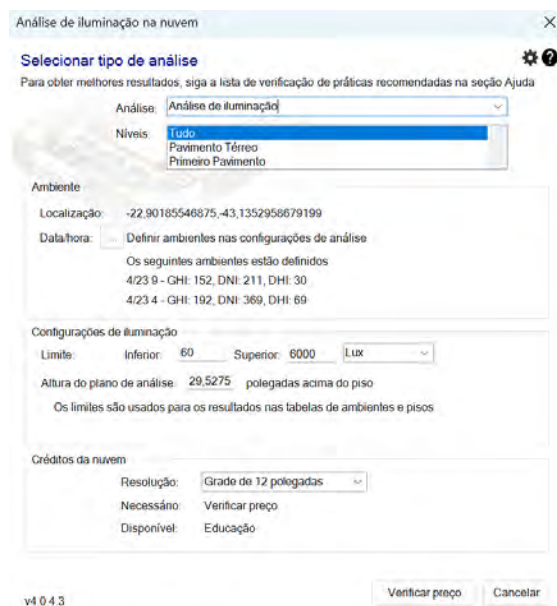 Análise de iluminação na nuvem
Selecionar tipo de análise
Para obter melhores resultados, siga a lista de verificação de práticas recomendadas na seção Ajuda
Análise: Análise de iluminação
Níveis: Tudo
Pavimento Térreo
Primeiro Pavimento
Ambiente
Localização: -22,90185546875,-43,1352958679199
Data/hora: ... Definir ambientes nas configurações de análise
Os seguintes ambientes estão definidos
4/23 9 - GHI: 152, DNI: 211, DHI: 30
4/23 4 - GHI: 192, DNI: 369, DHI: 69
Configurações de iluminação
Limite: Inferior: 60 Superior: 6000 Lux
Altura do plano de análise: 29,5275 polegadas acima do piso
Os limites são usados para os resultados nas tabelas de ambientes e pisos
Créditos da nuvem
Resolução: Grade de 12 polegadas
Necessário: Verificar preço
Disponível: Educação
v4.0.4.3 Verificar preço Cancelar